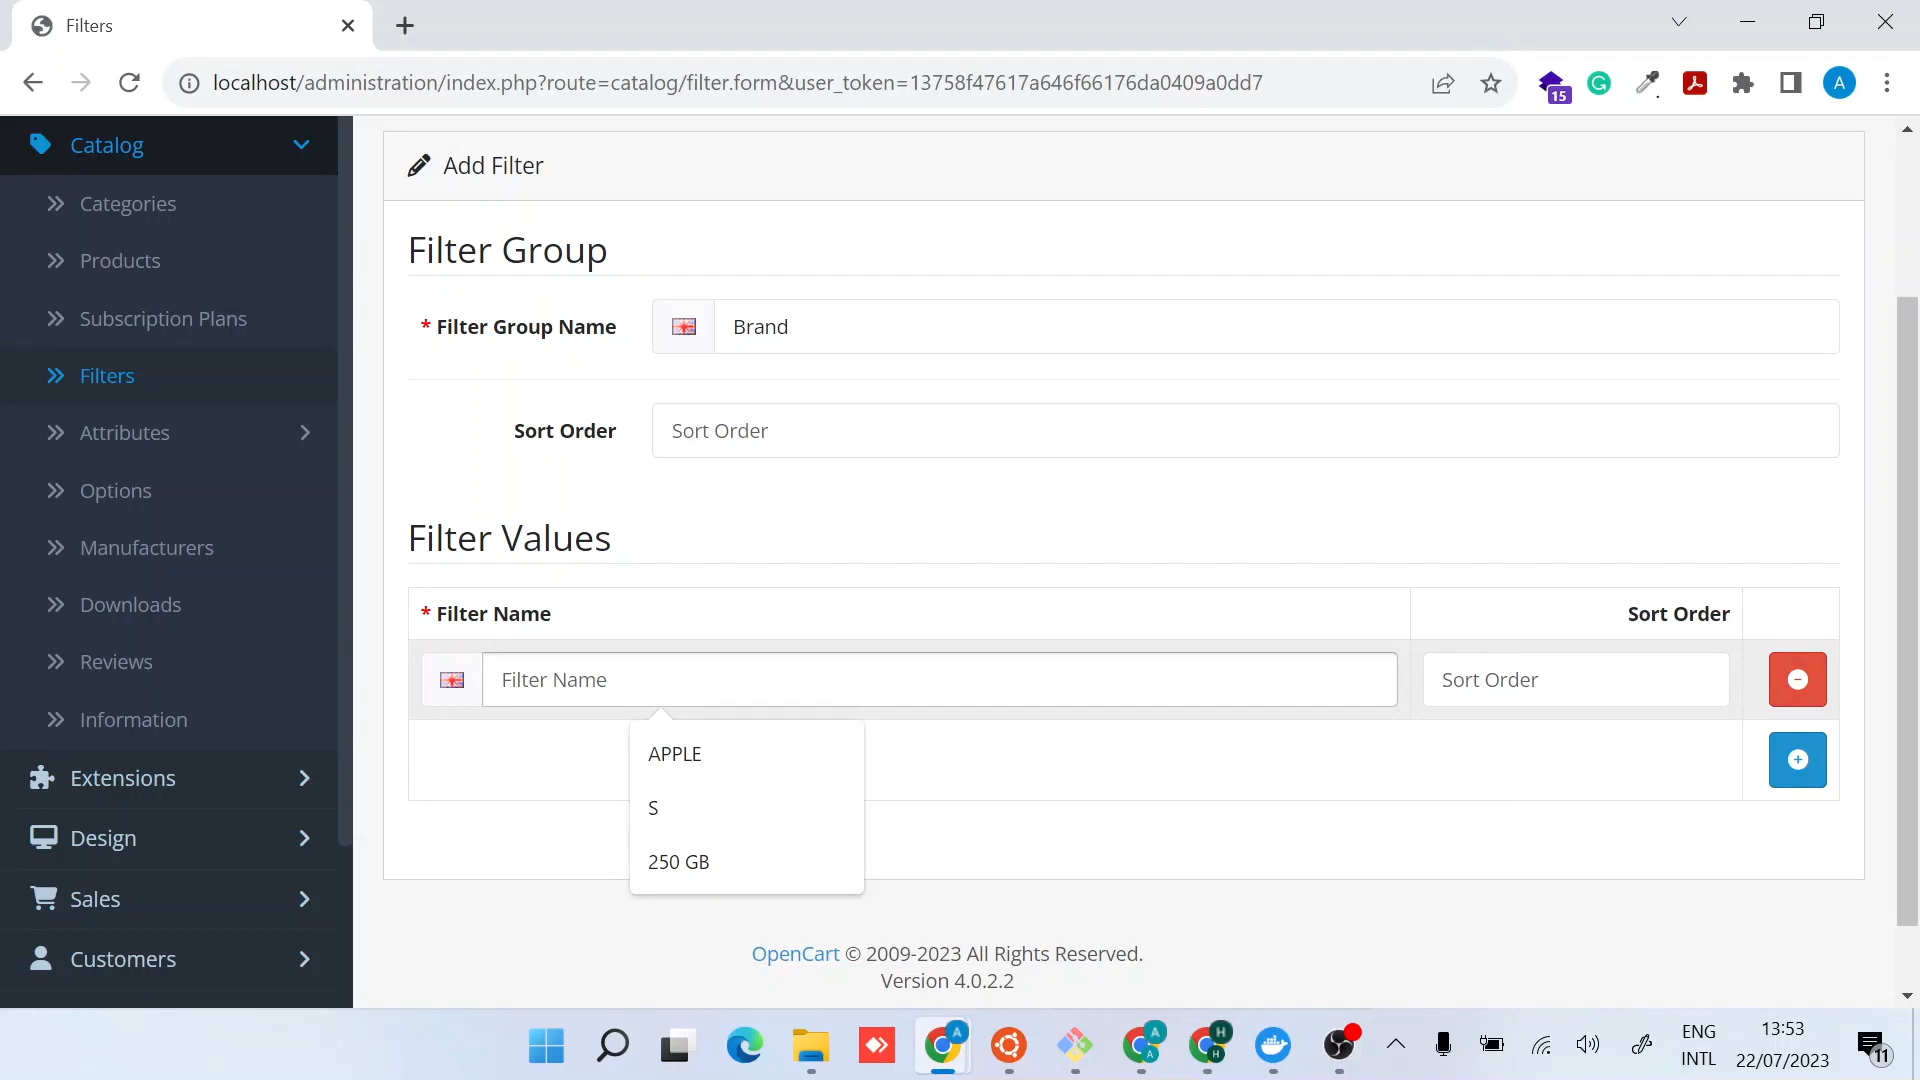 Filters
localhost/administration/index.php?route=catalog/filter.form&user_token=13758f47617a646f66176da0409a0dd7
15
A
Catalog
Categories
Products
Subscription Plans
Filters
Attributes
Options
Manufacturers
Downloads
Reviews
Information
Extensions
Design
Sales
Customers
Add Filter
Filter Group
* Filter Group Name
Brand
Sort Order
Sort Order
Filter Values
* Filter Name
Sort Order
Filter Name
Sort Order
APPLE
S
250 GB
OpenCart © 2009-2023 All Rights Reserved.
Version 4.0.2.2
A
A
A
H
H
ENG
INTL
13:53
22/07/2023
11